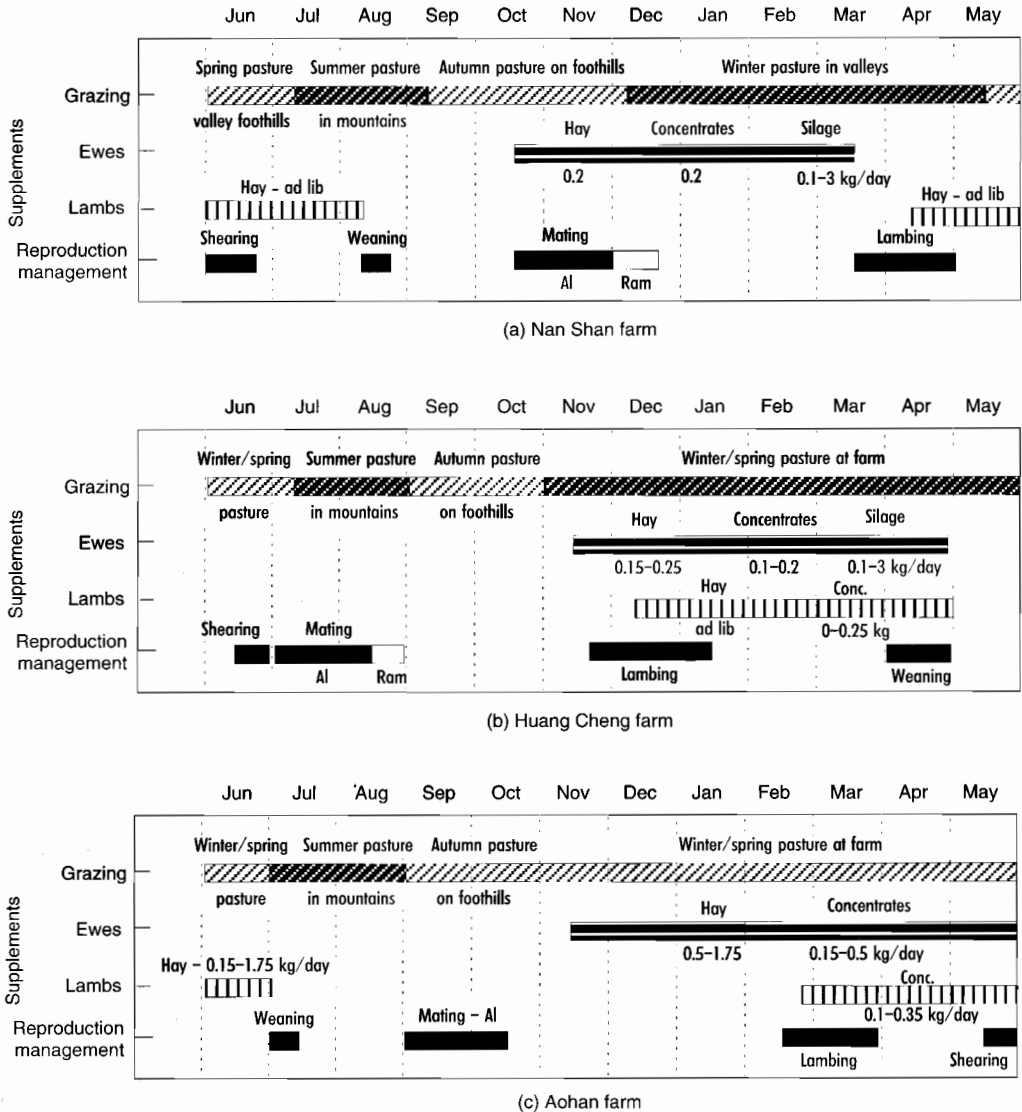 Jun Jul Aug Sep Oct Nov Dec Jan Feb Mar Apr May
Spring pasture Summer pasture Autumn pasture on foothills Winter pasture in valleys
Grazing
valley foothills in mountains
Supplements
Hay Concentrates Silage
Ewes
0.2 0.2 0.1–3 kg/day
Hay – ad lib Hay – ad lib
Lambs
Shearing Weaning Mating Lambing
Reproduction
management
AI Ram
(a) Nan Shan farm
Jun Jul Aug Sep Oct Nov Dec Jan Feb Mar Apr May
Winter/spring Summer pasture Autumn pasture Winter/spring pasture at farm
Grazing
pasture in mountains on foothills
Supplements
Hay Concentrates Silage
Ewes
0.15–0.25 0.1–0.2 0.1–3 kg/day
Hay Conc.
Lambs
ad lib 0–0.25 kg
Shearing Mating
Reproduction
management
AI Ram Lambing Weaning
(b) Huang Cheng farm
Jun Jul Aug Sep Oct Nov Dec Jan Feb Mar Apr May
Winter/spring Summer pasture Autumn pasture Winter/spring pasture at farm
Grazing
pasture in mountains on foothills
Supplements
Hay Concentrates
Ewes
0.5–1.75 0.15–0.5 kg/day
Hay – 0.15–1.75 kg/day Conc.
Lambs
0.1–0.35 kg/day
Weaning Mating – AI
Reproduction
management
Lambing Shearing
(c) Aohan farm